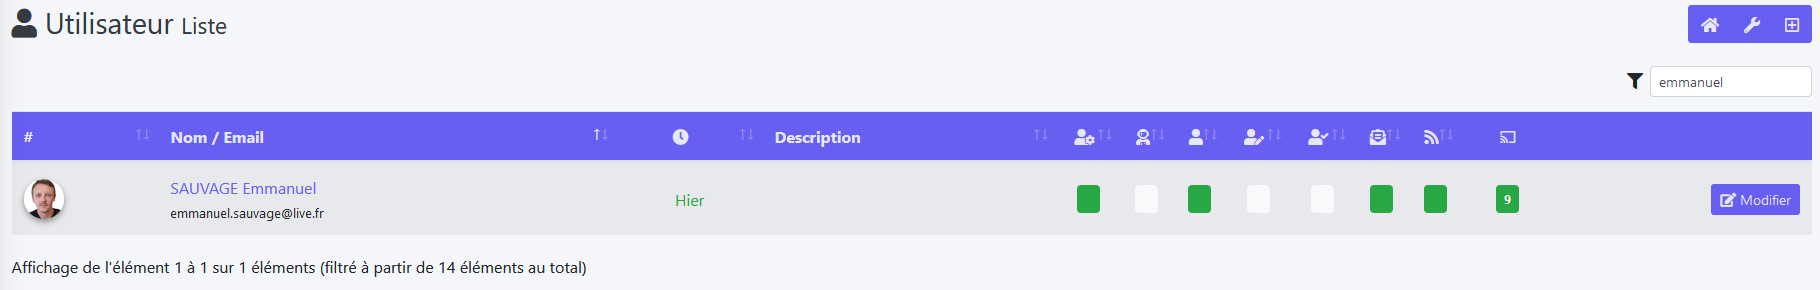 Utilisateur Liste
emmanuel
# Nom / Email Description
SAUVAGE Emmanuel
emmanuel.sauvage@live.fr
Hier
9
Modifier
Affichage de l'élément 1 à 1 sur 1 éléments (filtré à partir de 14 éléments au total)